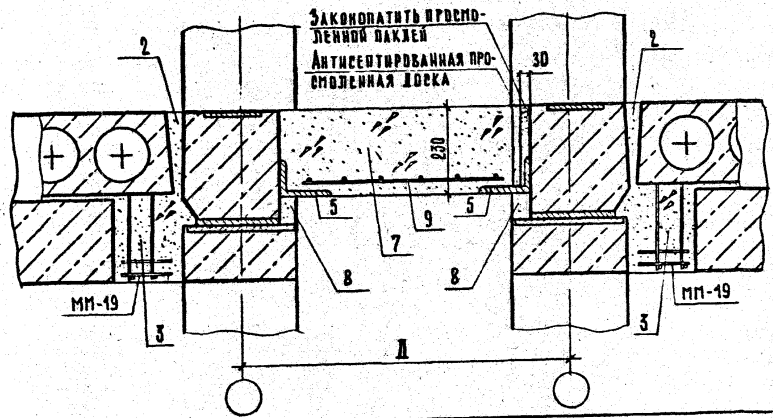 Законопатить просмо-
ленной паклей
Антисептированная про-
смоленная доска
30
2
2
230
5
9
5
7
8
8
ММ-19
3
3
ММ-19
Д